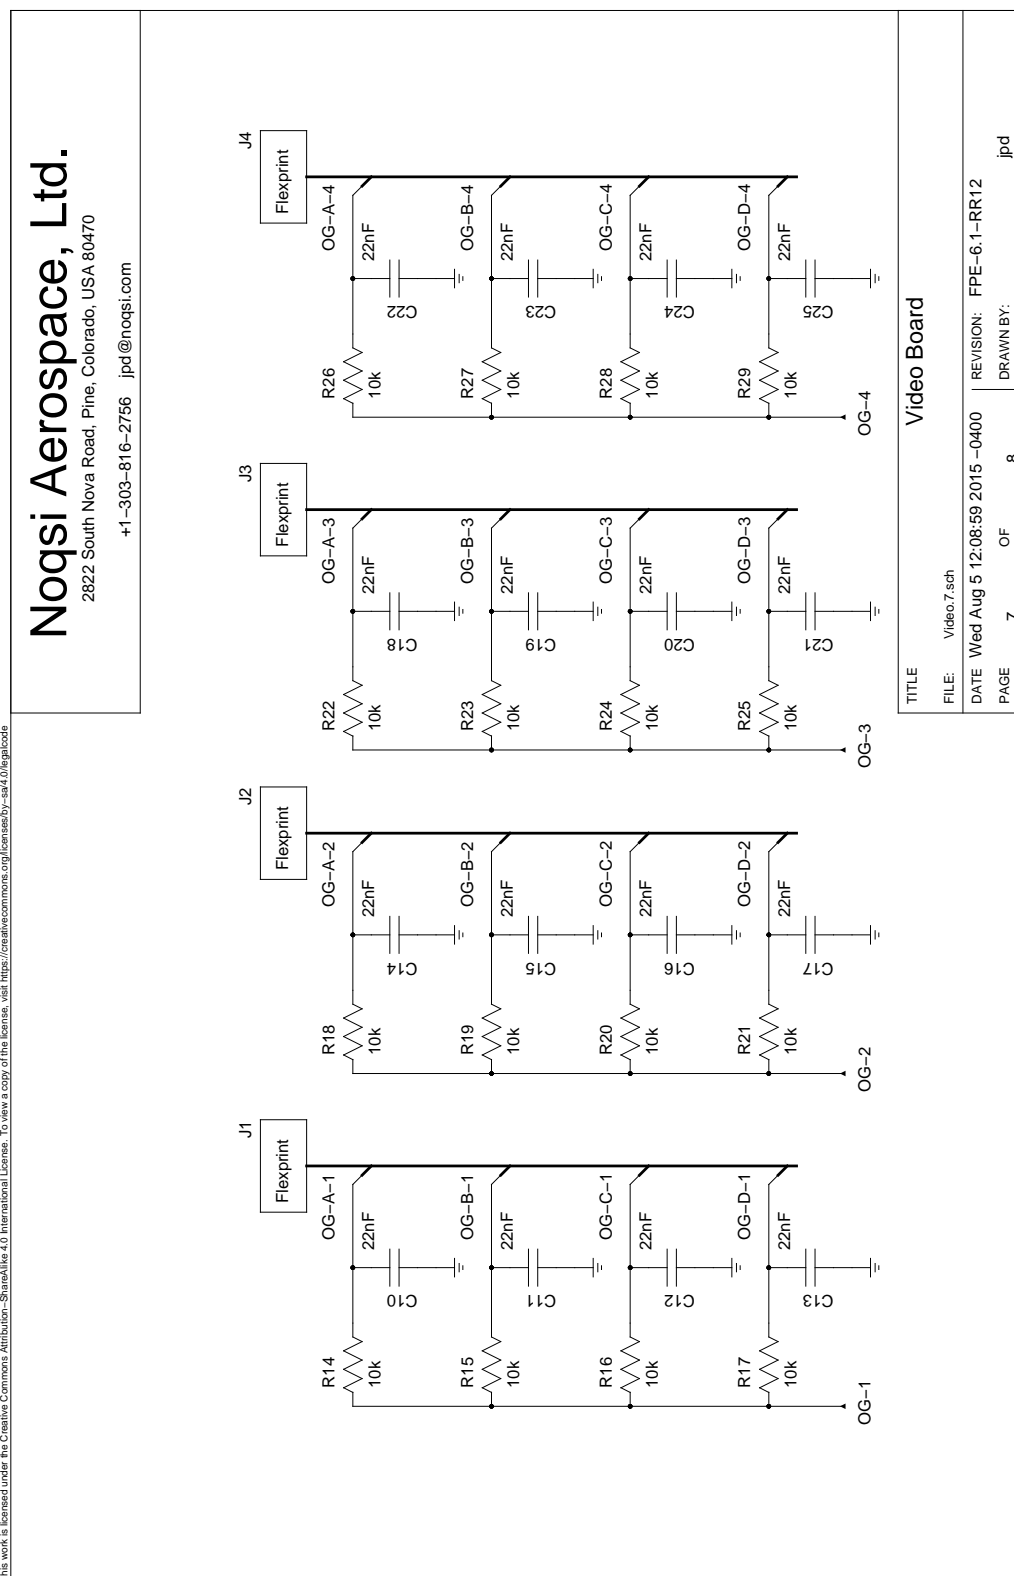 Noqsi Aerospace, Ltd.
2822 South Nova Road, Pine, Colorado, USA 80470
+1−303−816−2756 jpd@noqsi.com
J1
Flexprint
OG−A−1
R14
10k
22nF
C10
OG−B−1
R15
10k
22nF
C11
OG−C−1
R16
10k
22nF
C12
OG−D−1
R17
10k
22nF
C13
OG−1
J2
Flexprint
OG−A−2
R18
10k
22nF
C14
OG−B−2
R19
10k
22nF
C15
OG−C−2
R20
10k
22nF
C16
OG−D−2
R21
10k
22nF
C17
OG−2
J3
Flexprint
OG−A−3
R22
10k
22nF
C18
OG−B−3
R23
10k
22nF
C19
OG−C−3
R24
10k
22nF
C20
OG−D−3
R25
10k
22nF
C21
OG−3
J4
Flexprint
OG−A−4
R26
10k
22nF
C22
OG−B−4
R27
10k
22nF
C23
OG−C−4
R28
10k
22nF
C24
OG−D−4
R29
10k
22nF
C25
OG−4
TITLE
Video Board
FILE: Video.7.sch
DATE Wed Aug 5 12:08:59 2015 −0400
REVISION: FPE−6.1−RR12
PAGE 7 OF 8
DRAWN BY: jpd
his work is licensed under the Creative Commons Attribution−ShareAlike 4.0 International License. To view a copy of the license, visit https://creativecommons.org/licenses/by−sa/4.0/legalcode